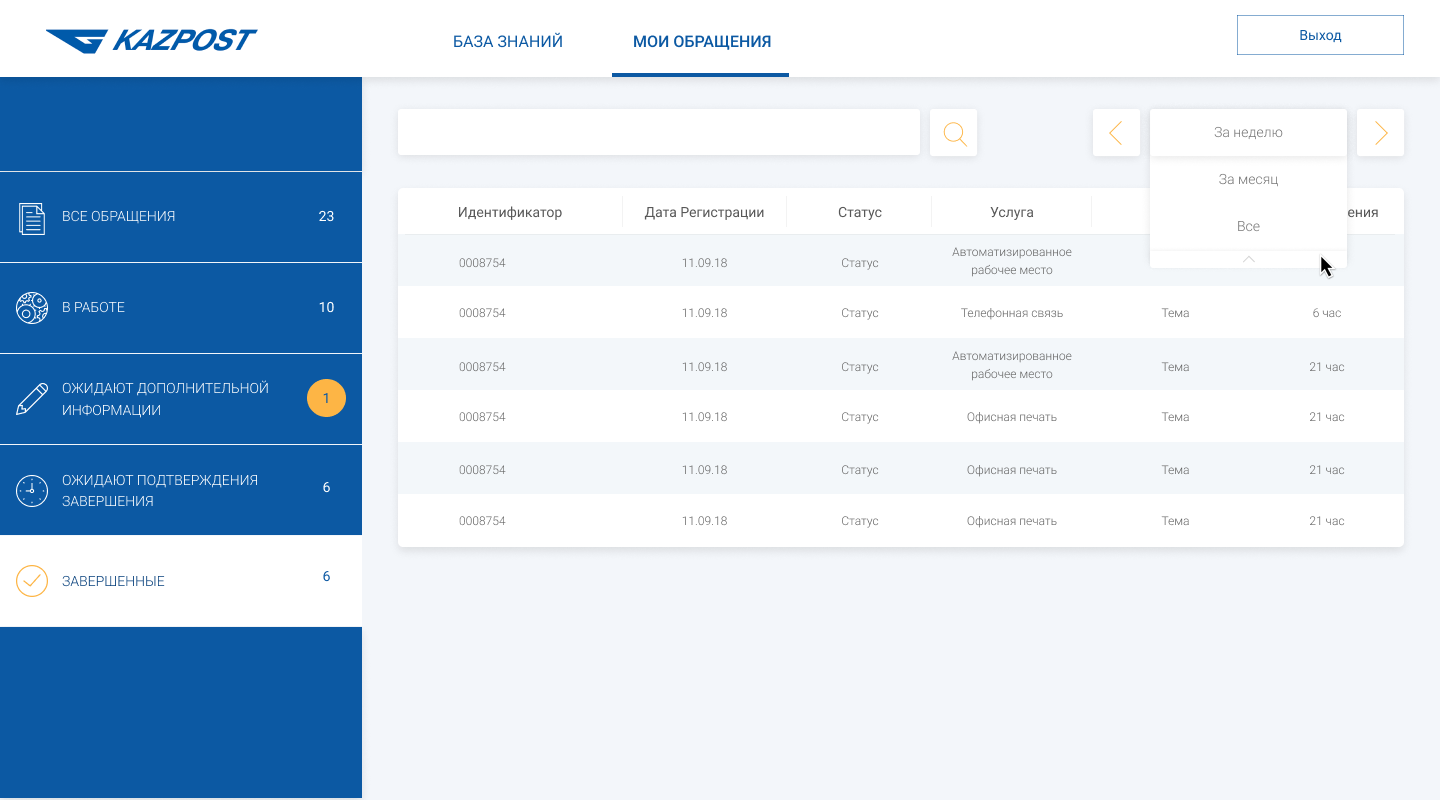 KAZPOST
БАЗА ЗНАНИЙ
МОИ ОБРАЩЕНИЯ
Выход
ВСЕ ОБРАЩЕНИЯ 23
В РАБОТЕ 10
ОЖИДАЮТ ДОПОЛНИТЕЛЬНОЙ
ИНФОРМАЦИИ
1
ОЖИДАЮТ ПОДТВЕРЖДЕНИЯ
ЗАВЕРШЕНИЯ
6
ЗАВЕРШЕННЫЕ 6
За неделю
За месяц
Все
Идентификатор Дата Регистрации Статус Услуга ения
0008754 11.09.18 Статус Автоматизированное
рабочее место
0008754 11.09.18 Статус Телефонная связь Тема 6 час
0008754 11.09.18 Статус Автоматизированное
рабочее место Тема 21 час
0008754 11.09.18 Статус Офисная печать Тема 21 час
0008754 11.09.18 Статус Офисная печать Тема 21 час
0008754 11.09.18 Статус Офисная печать Тема 21 час